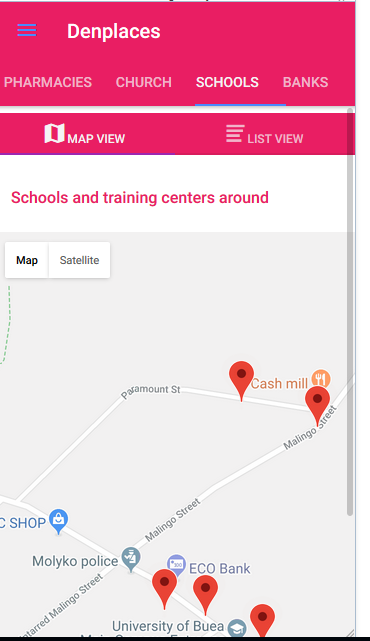 Denplaces
PHARMACIES CHURCH SCHOOLS BANKS
MAP VIEW LIST VIEW
Schools and training centers around
Map Satellite
Cash mill
Paramount St
Malingo Street
C SHOP
Malingo Street
Molyko police
ECO Bank
tarred Malingo Street
University of Buea